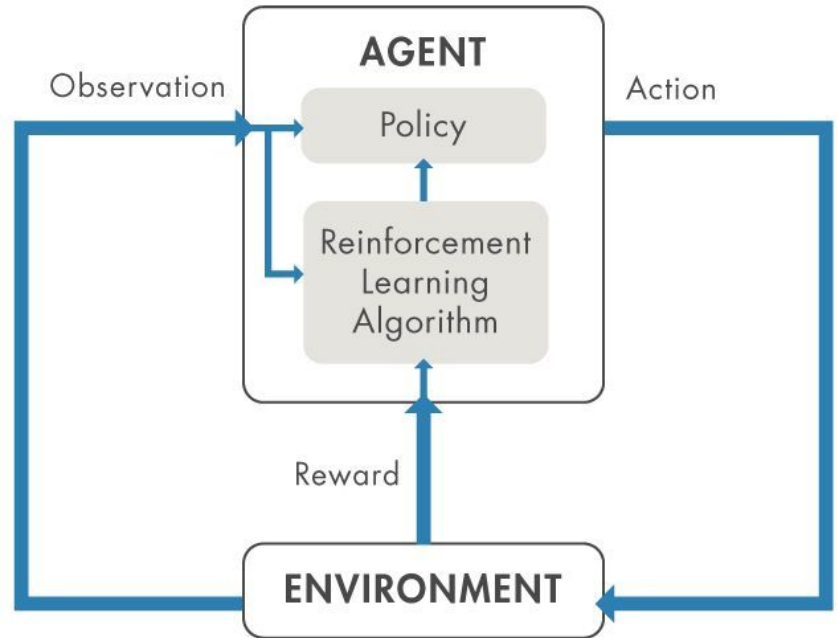 AGENT
Observation
Action
Policy
Reinforcement
Learning
Algorithm
Reward
ENVIRONMENT